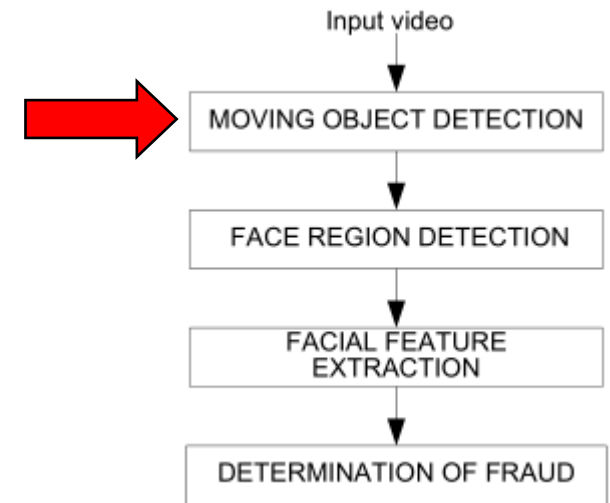 Input video
MOVING OBJECT DETECTION
FACE REGION DETECTION
FACIAL FEATURE
EXTRACTION
DETERMINATION OF FRAUD